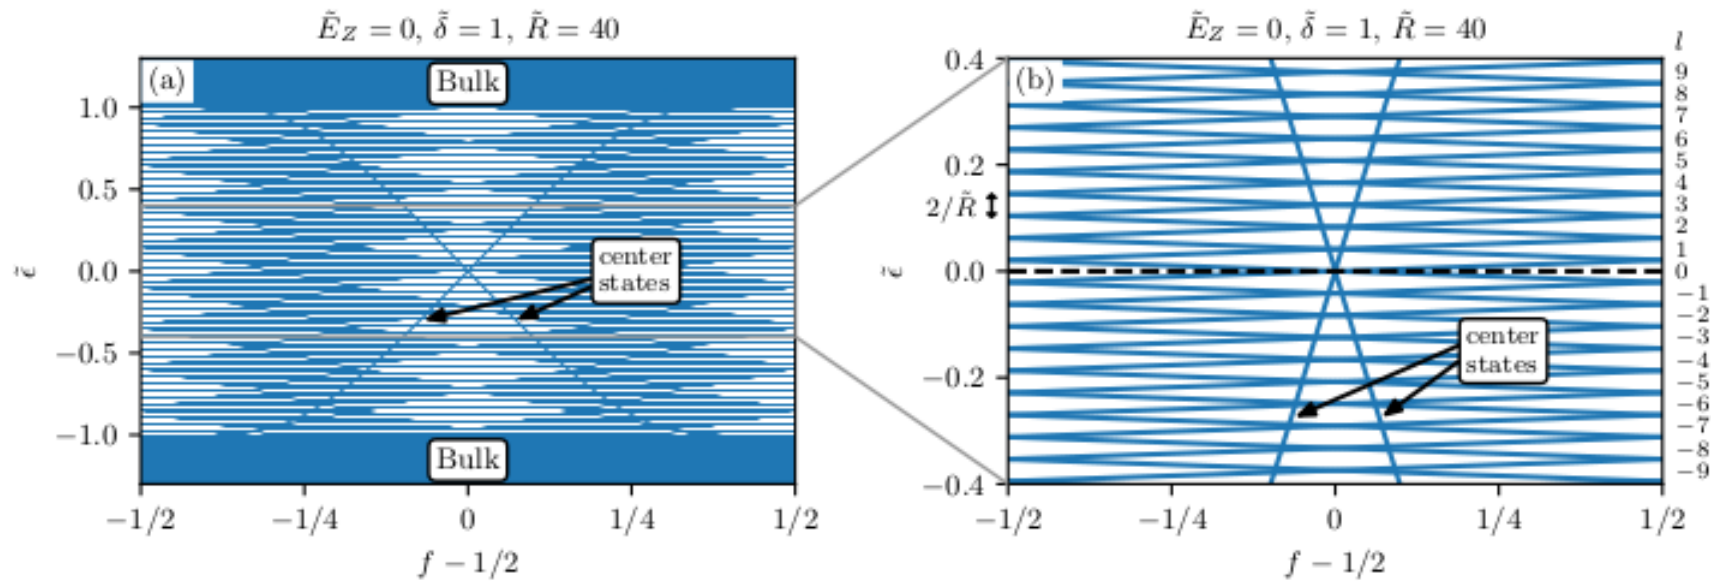 Ẽ_Z = 0, δ̃ = 1, R̃ = 40
(a)
Bulk
1.0
0.5
0.0
−0.5
−1.0
ϵ̃
center
states
Bulk
−1/2
−1/4
0
1/4
1/2
f − 1/2
Ẽ_Z = 0, δ̃ = 1, R̃ = 40
(b)
0.4
0.2
2/R̃
0.0
−0.2
−0.4
ϵ̃
center
states
l
9
8
7
6
5
4
3
2
1
0
−1
−2
−3
−4
−5
−6
−7
−8
−9
−1/2
−1/4
0
1/4
1/2
f − 1/2